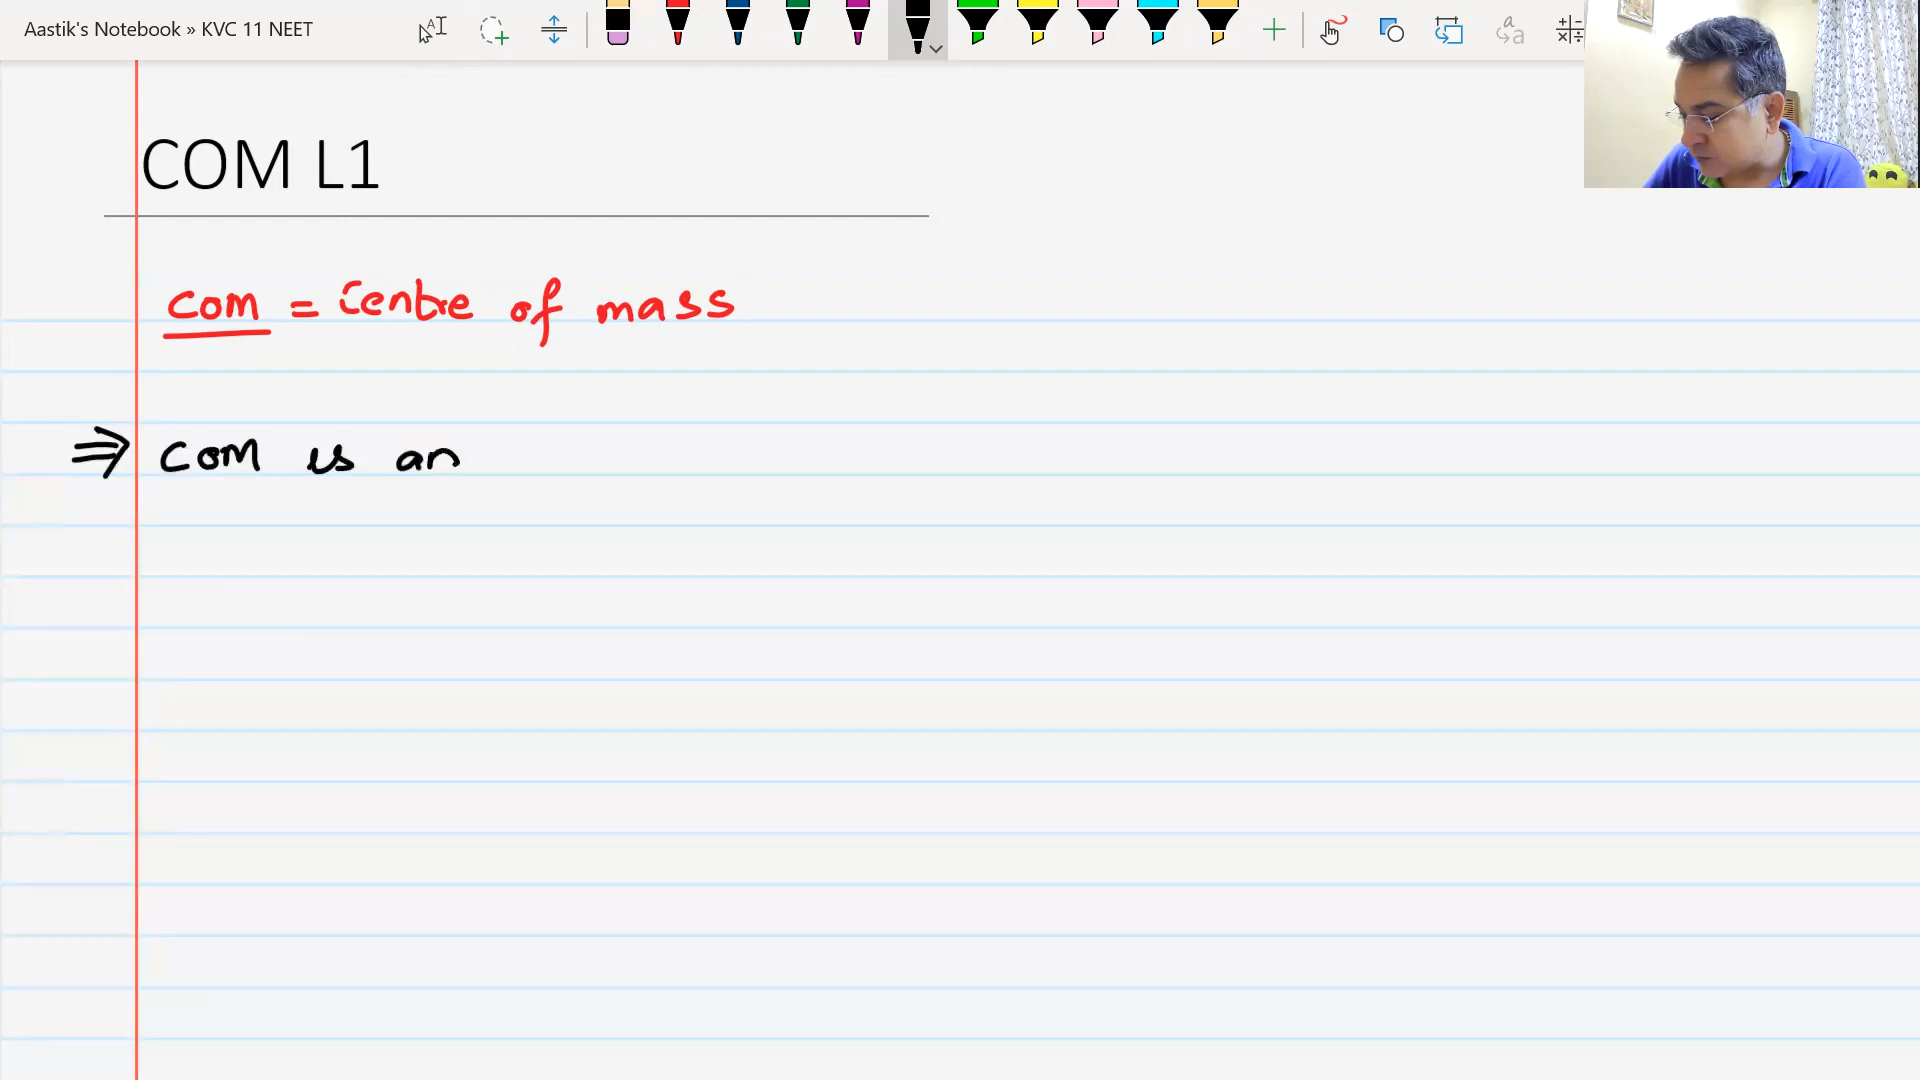 Aastik's Notebook » KVC 11 NEET
COM L1
COM = Centre of mass
⇒ COM is an